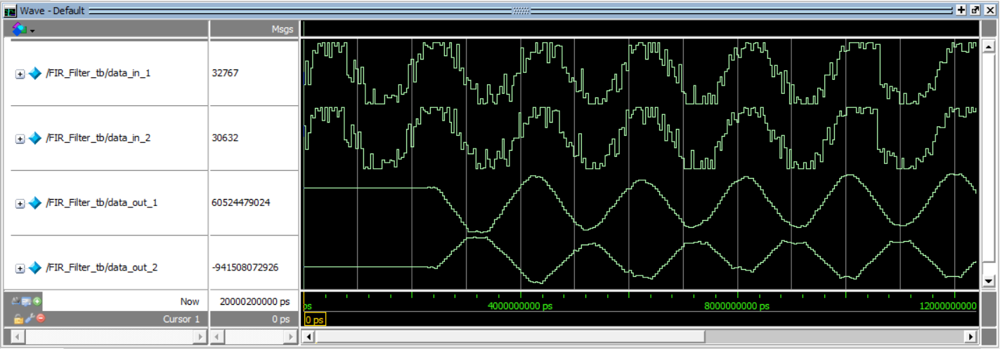 Wave - Default
Msgs
/FIR_Filter_tb/data_in_1 32767
/FIR_Filter_tb/data_in_2 30632
/FIR_Filter_tb/data_out_1 60524479024
/FIR_Filter_tb/data_out_2 -941508072926
Now 20000200000 ps ps 4000000000 ps 8000000000 ps 12000000000
Cursor 1 0 ps 0 ps